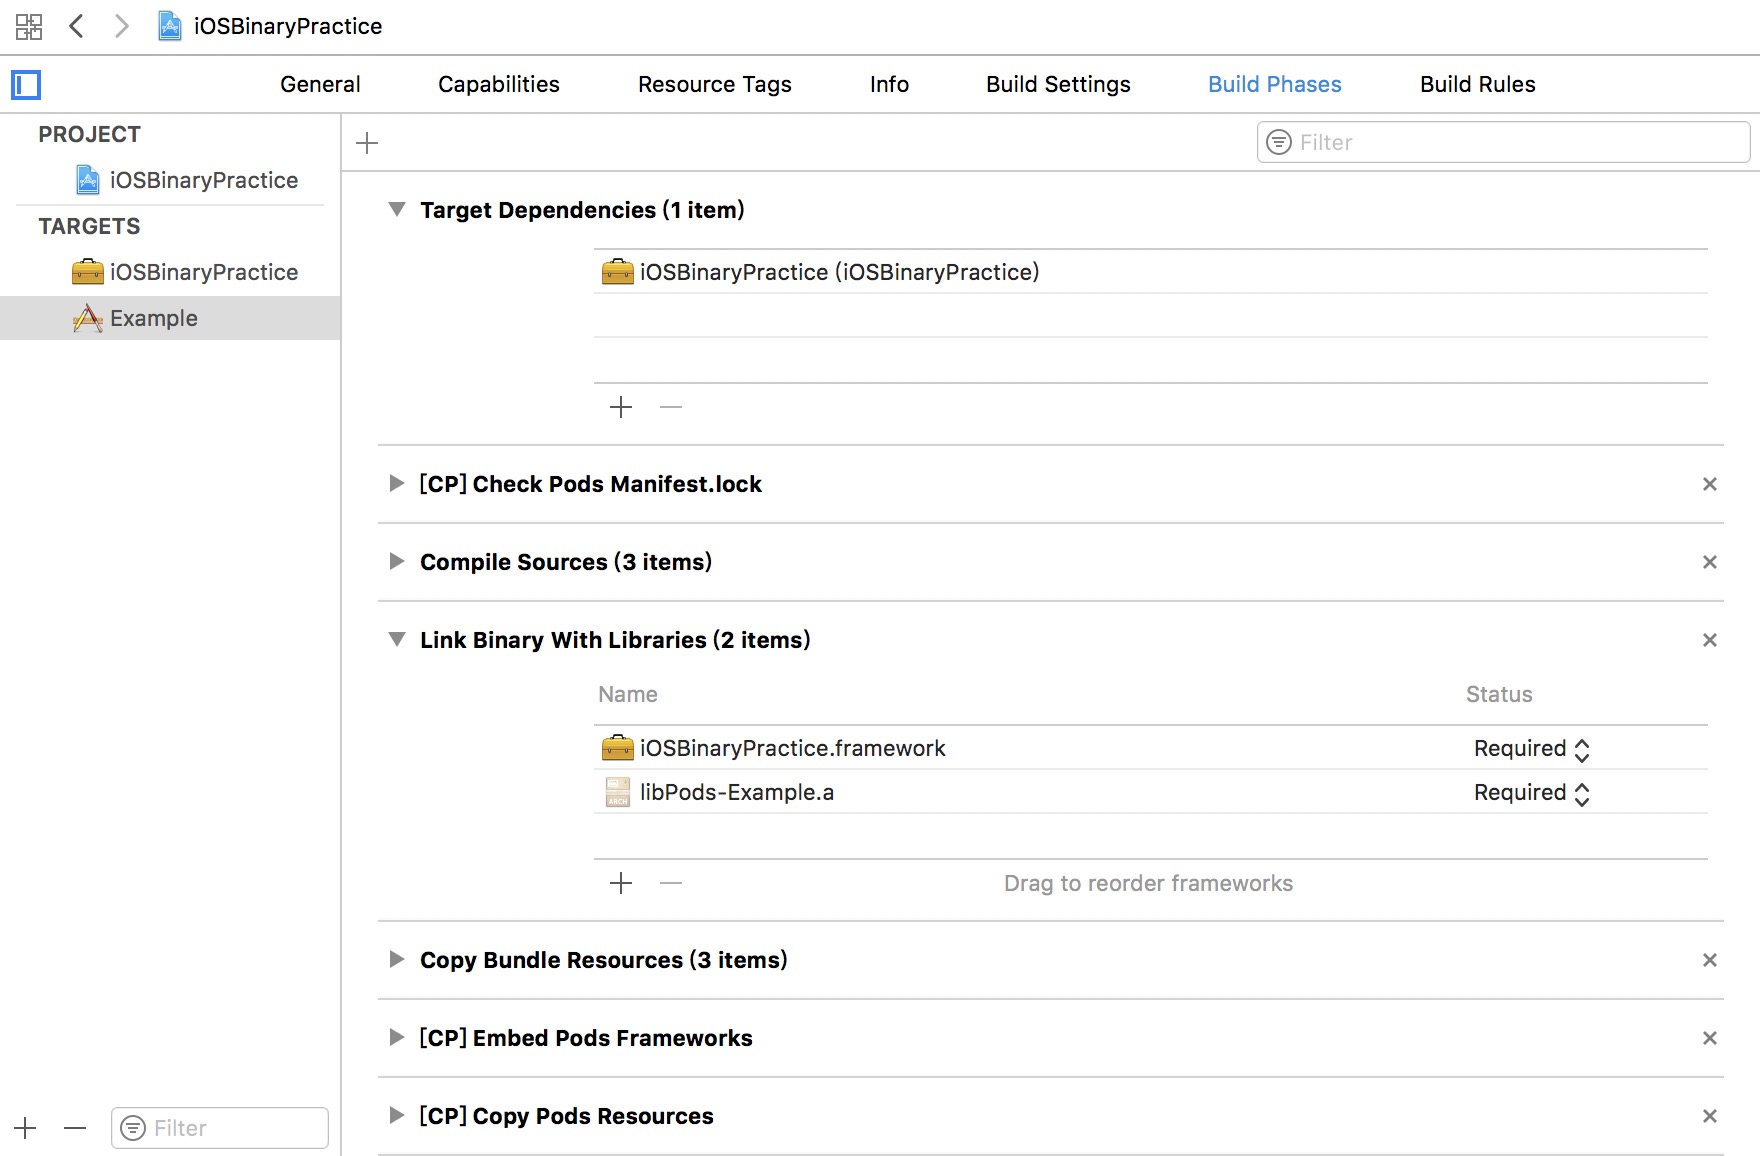 iOSBinaryPractice
General Capabilities Resource Tags Info Build Settings Build Phases Build Rules
PROJECT
iOSBinaryPractice
TARGETS
iOSBinaryPractice
Example
Filter
Filter
Target Dependencies (1 item)
iOSBinaryPractice (iOSBinaryPractice)
[CP] Check Pods Manifest.lock
Compile Sources (3 items)
Link Binary With Libraries (2 items)
Name Status
iOSBinaryPractice.framework Required
ARCH libPods-Example.a Required
Drag to reorder frameworks
Copy Bundle Resources (3 items)
[CP] Embed Pods Frameworks
[CP] Copy Pods Resources